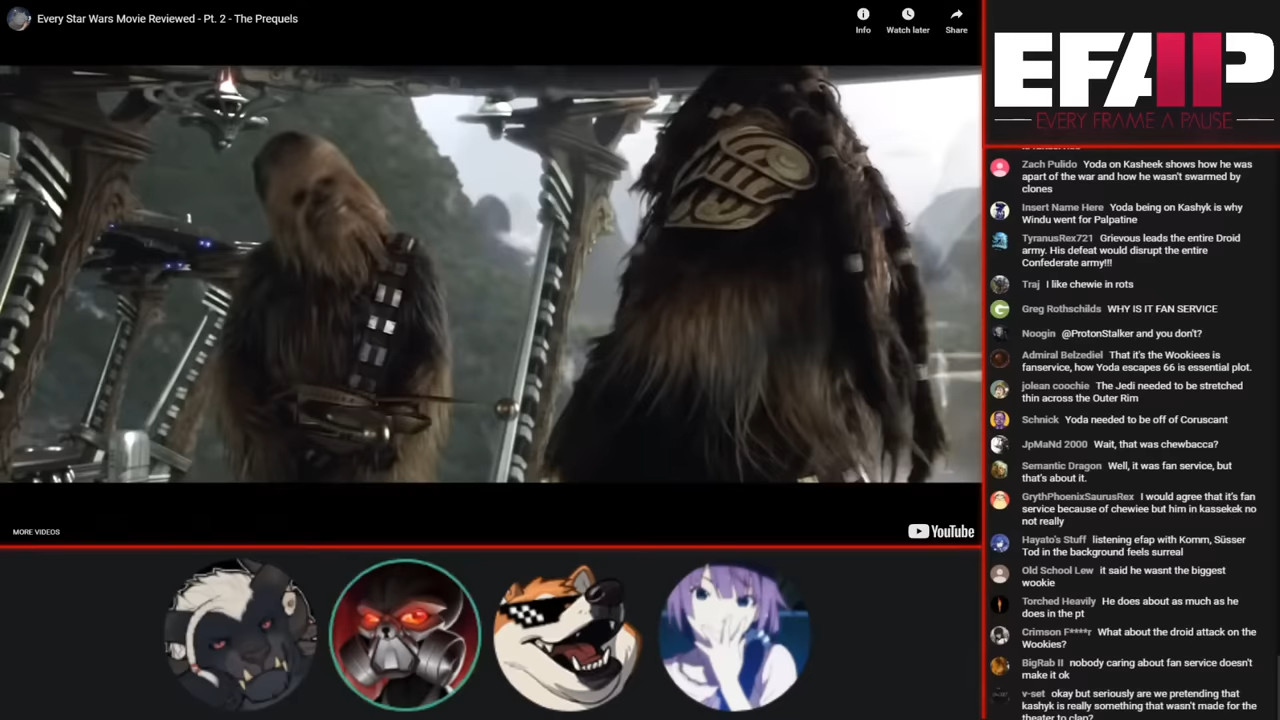 Every Star Wars Movie Reviewed - Pt. 2 - The Prequels
Info
Watch later
Share
MORE VIDEOS
YouTube
EFAP
EVERY FRAME A PAUSE
Zach Pulido Yoda on Kasheek shows how he was
apart of the war and how he wasn't swarmed by
clones
Insert Name Here Yoda being on Kashyk is why
Windu went for Palpatine
TyranusRex721 Grievous leads the entire Droid
army. His defeat would disrupt the entire
Confederate army!!!
Traj I like chewie in rots
Greg Rothschilds WHY IS IT FAN SERVICE
Noogin @ProtonStalker and you don't?
Admiral Belzediel That it's the Wookiees is
fanservice, how Yoda escapes 66 is essential plot.
jolean coochie The Jedi needed to be stretched
thin across the Outer Rim
Schnick Yoda needed to be off of Coruscant
JpMaNd 2000 Wait, that was chewbacca?
Semantic Dragon Well, it was fan service, but
that's about it.
GrythPhoenixSaurusRex I would agree that it's fan
service because of chewiee but him in kassekek no
not really
Hayato's Stuff listening efap with Komm, Süsser
Tod in the background feels surreal
Old School Lew it said he wasnt the biggest
wookie
Torched Heavily He does about as much as he
does in the pt
Crimson F****r What about the droid attack on the
Wookies?
BigRab II nobody caring about fan service doesn't
make it ok
v-set okay but seriously are we pretending that
kashyk is really something that wasn't made for the
theater to clap?